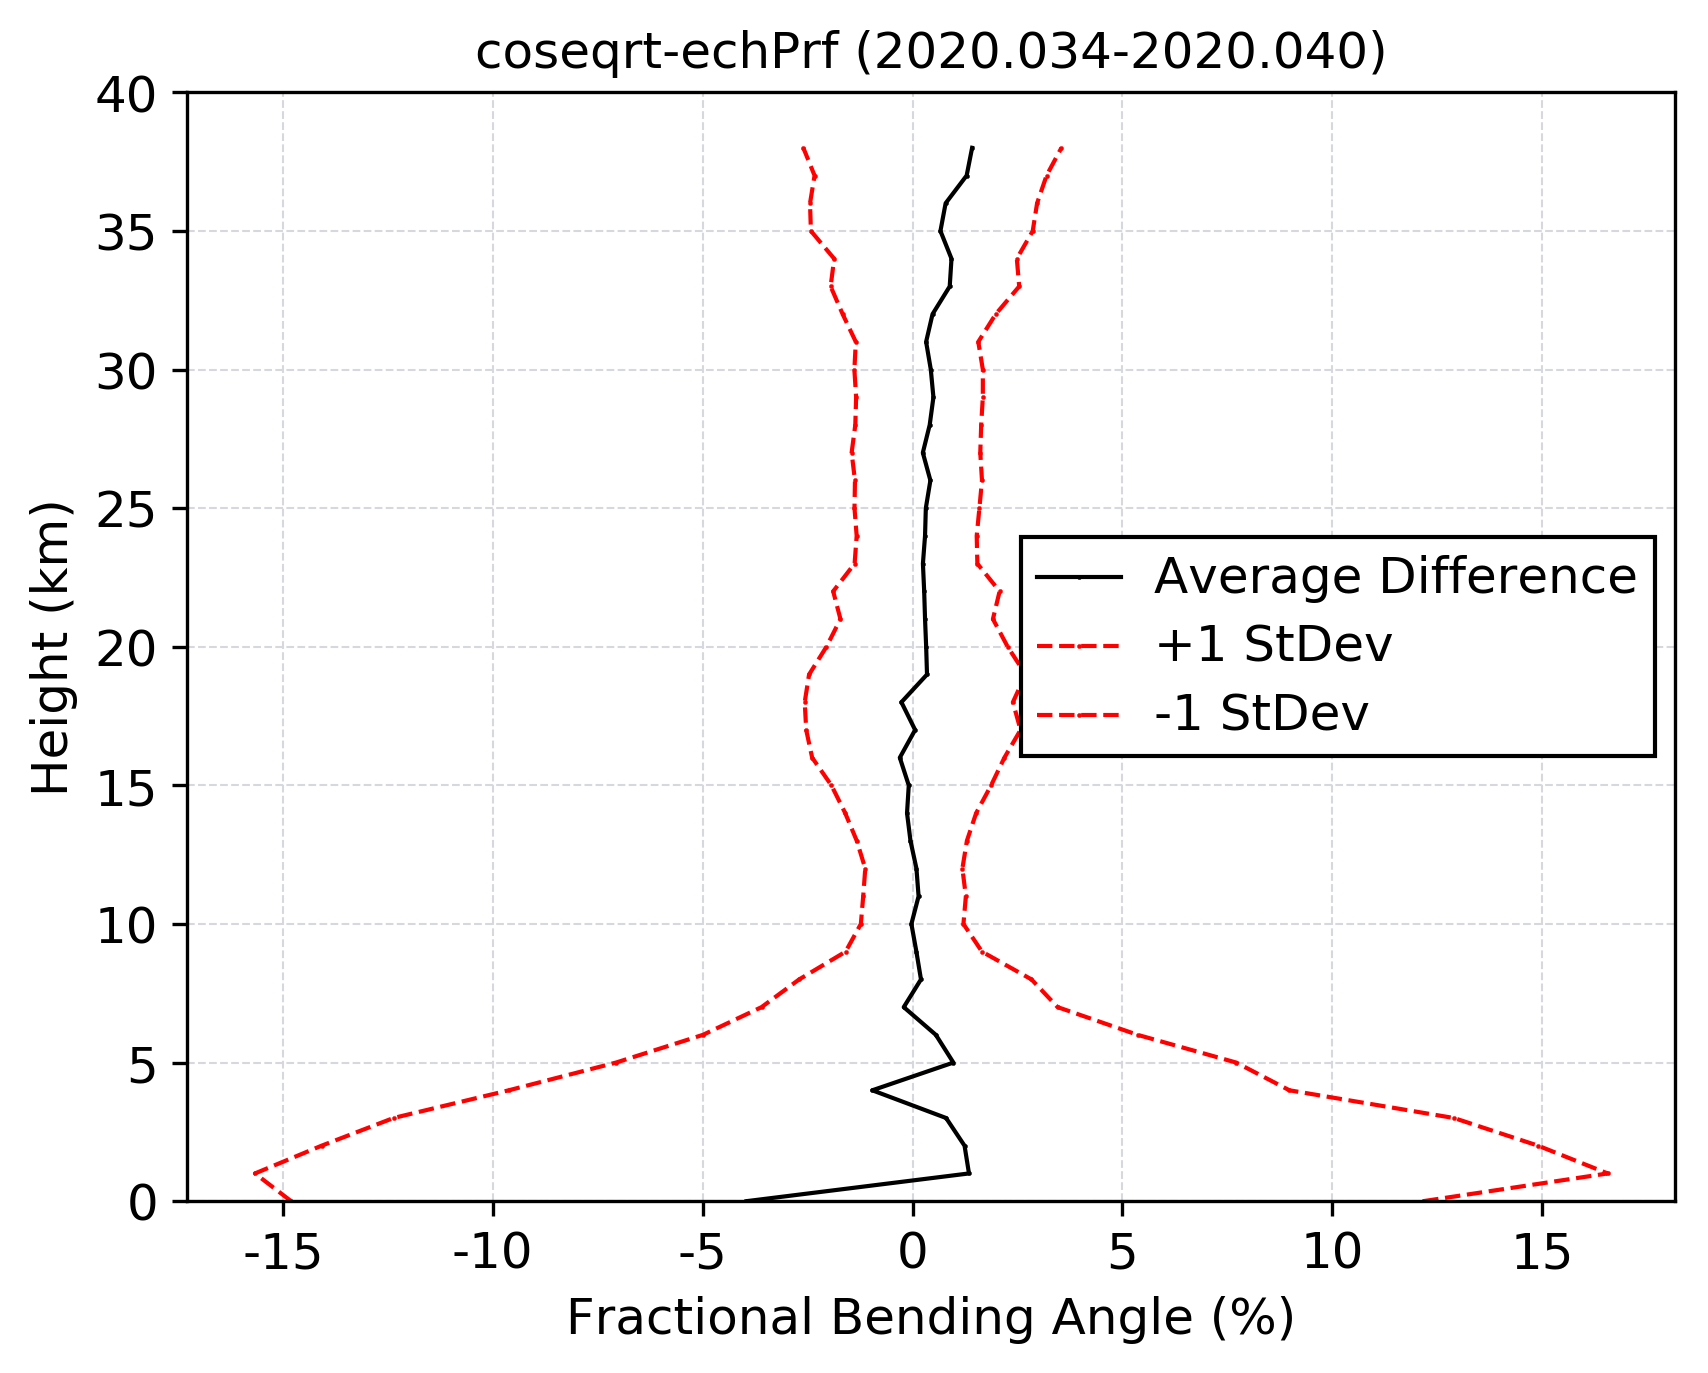 coseqrt-echPrf (2020.034-2020.040)
40
35
30
25
20
15
10
5
0
Height (km)
Average Difference
+1 StDev
-1 StDev
-15 -10 -5 0 5 10 15
Fractional Bending Angle (%)